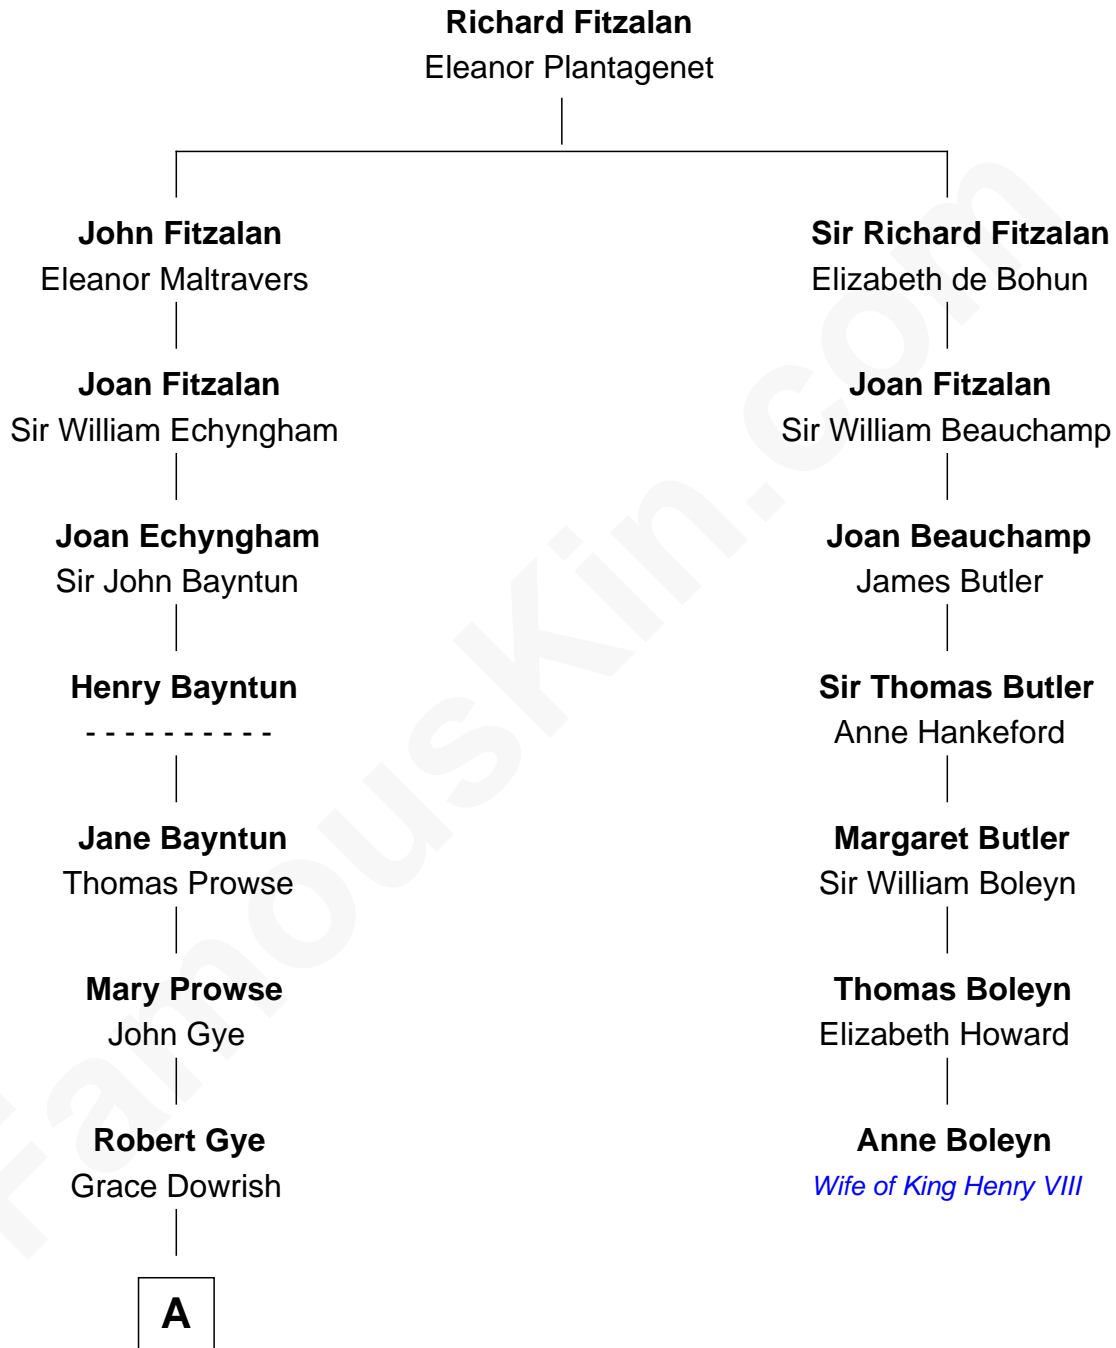 Richard Fitzalan
Eleanor Plantagenet
John Fitzalan
Eleanor Maltravers
Sir Richard Fitzalan
Elizabeth de Bohun
Joan Fitzalan
Sir William Echyngham
Joan Fitzalan
Sir William Beauchamp
Joan Echyngham
Sir John Bayntun
Joan Beauchamp
James Butler
Henry Bayntun
- - - - - - - - - -
Sir Thomas Butler
Anne Hankeford
Jane Bayntun
Thomas Prowse
Margaret Butler
Sir William Boleyn
Mary Prowse
John Gye
Thomas Boleyn
Elizabeth Howard
Robert Gye
Grace Dowrish
Anne Boleyn
Wife of King Henry VIII
A
FamousKin.com